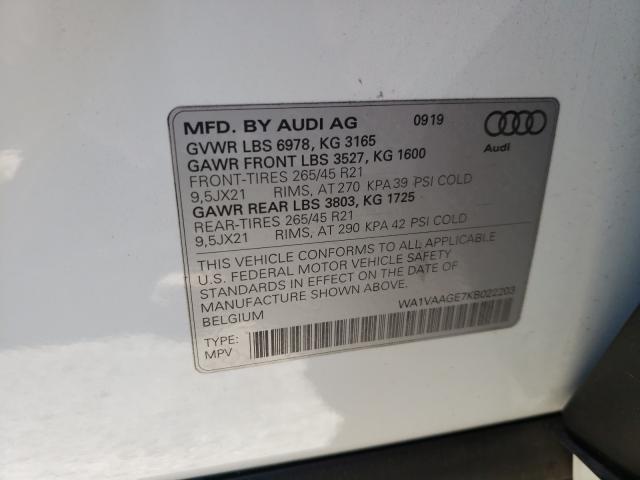 MFD. BY AUDI AG 0919
GVWR LBS 6978, KG 3165
GAWR FRONT LBS 3527, KG 1600
FRONT-TIRES 265/45 R21
9,5JX21 RIMS, AT 270 KPA 39 PSI COLD
GAWR REAR LBS 3803, KG 1725
REAR-TIRES 265/45 R21
9,5JX21 RIMS, AT 290 KPA 42 PSI COLD
Audi
THIS VEHICLE CONFORMS TO ALL APPLICABLE
U.S. FEDERAL MOTOR VEHICLE SAFETY
STANDARDS IN EFFECT ON THE DATE OF
MANUFACTURE SHOWN ABOVE.
BELGIUM
WA1VAAGE7KB022203
TYPE:
MPV